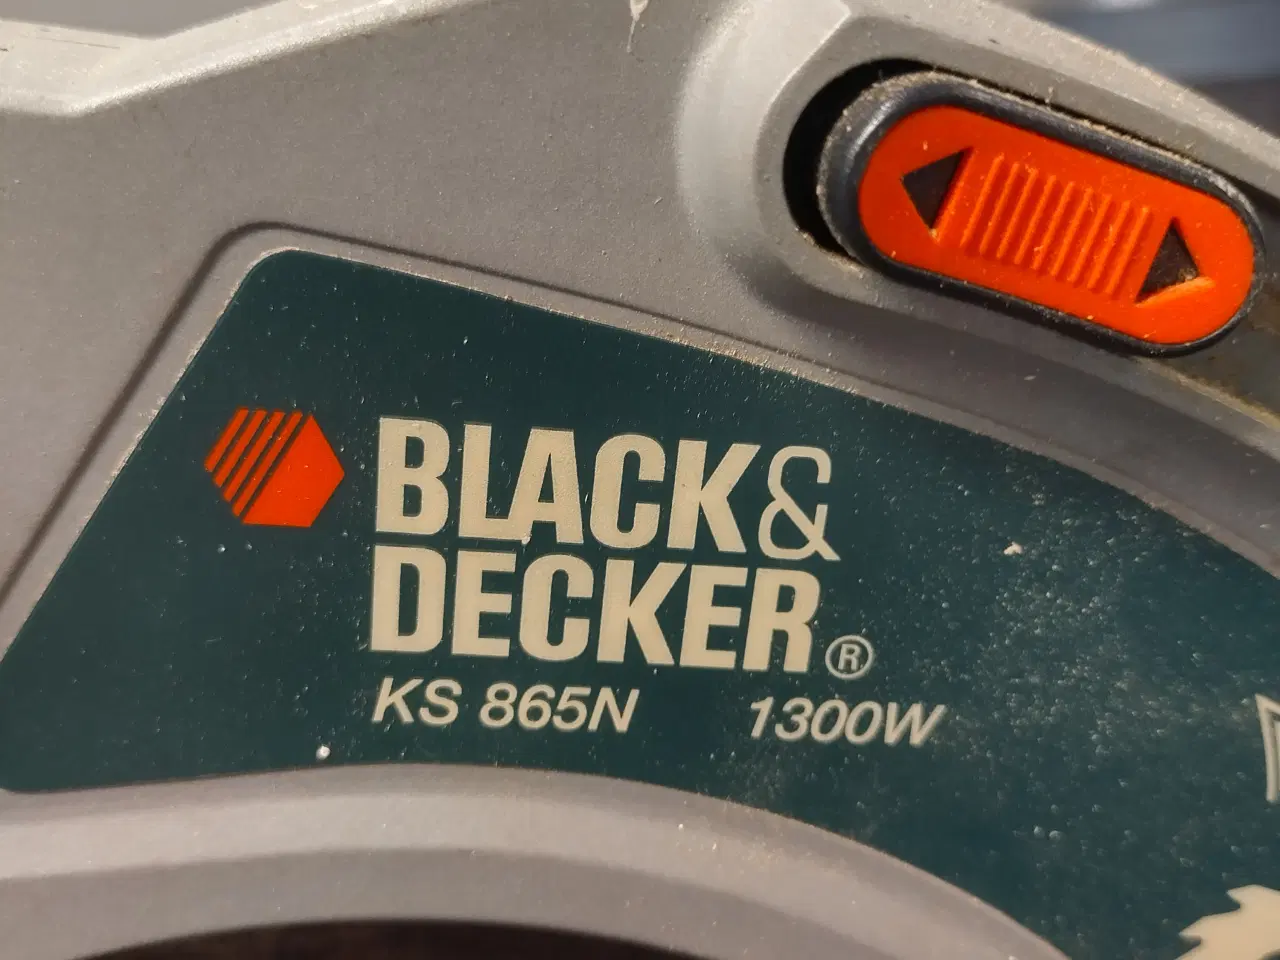 BLACK&
DECKER®
KS 865N 1300W